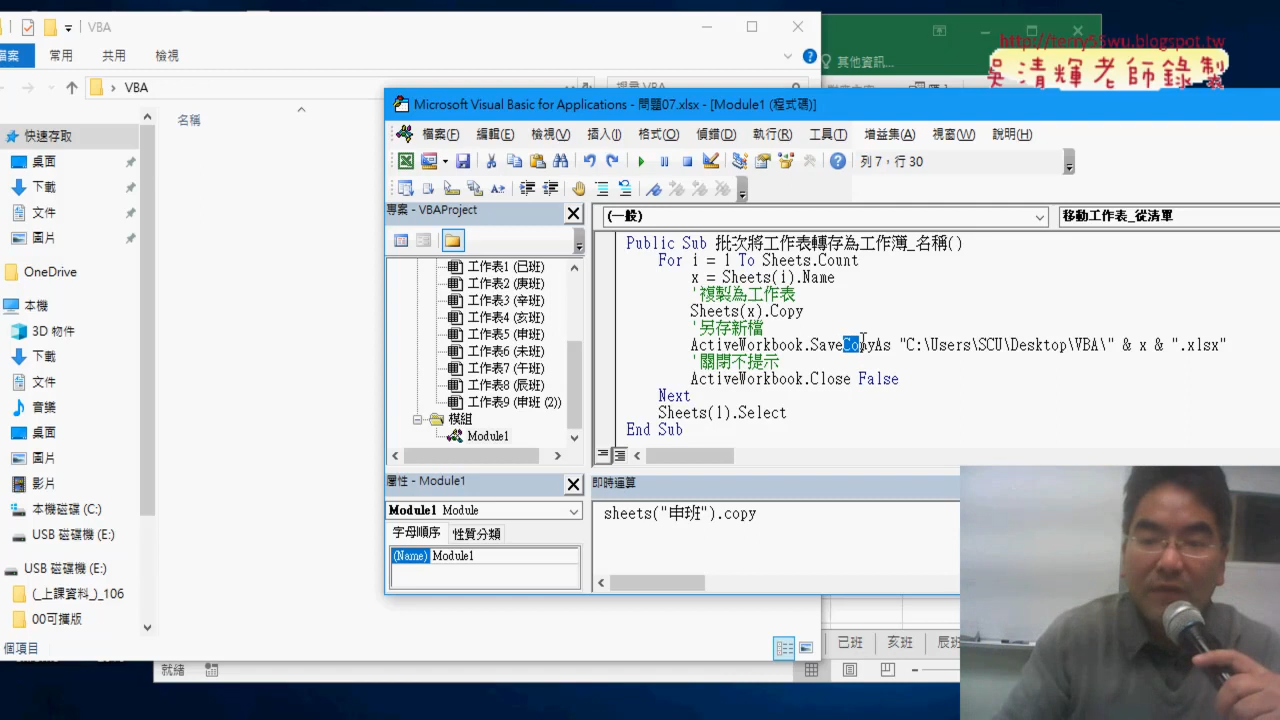 VBA
http://terry55wu.blogspot.tw
吳清輝老師錄製
檔案 常用 共用 檢視
其他資訊...
VBA
搜尋 VBA
快速存取
桌面
下載
文件
圖片
OneDrive
本機
3D 物件
下載
文件
音樂
桌面
圖片
影片
本機磁碟 (C:)
USB 磁碟機 (E:)
USB 磁碟機 (E:)
(_上課資料_)_106
00可攜版
個項目
名稱
Microsoft Visual Basic for Applications - 問題07.xlsx - [Module1 (程式碼)]
檔案(F) 編輯(E) 檢視(V) 插入(I) 格式(O) 偵錯(D) 執行(R) 工具(T) 增益集(A) 視窗(W) 說明(H)
列 7，行 30
專案 - VBAProject
工作表1 (已班)
工作表2 (庚班)
工作表3 (辛班)
工作表4 (亥班)
工作表5 (申班)
工作表6 (未班)
工作表7 (午班)
工作表8 (辰班)
工作表9 (申班 (2))
模組
Module1
屬性 - Module1
Module1 Module
字母順序 性質分類
(Name) Module1
(一般) 移動工作表_從清單
Public Sub 批次將工作表轉存為工作簿_名稱()
For i = 1 To Sheets.Count
x = Sheets(i).Name
'複製為工作表
Sheets(x).Copy
'另存新檔
ActiveWorkbook.SaveCopyAs "C:\Users\SCU\Desktop\VBA\" & x & ".xlsx"
'關閉不提示
ActiveWorkbook.Close False
Next
Sheets(1).Select
End Sub
即時運算
sheets("申班").copy
已班 亥班 辰班
就緒